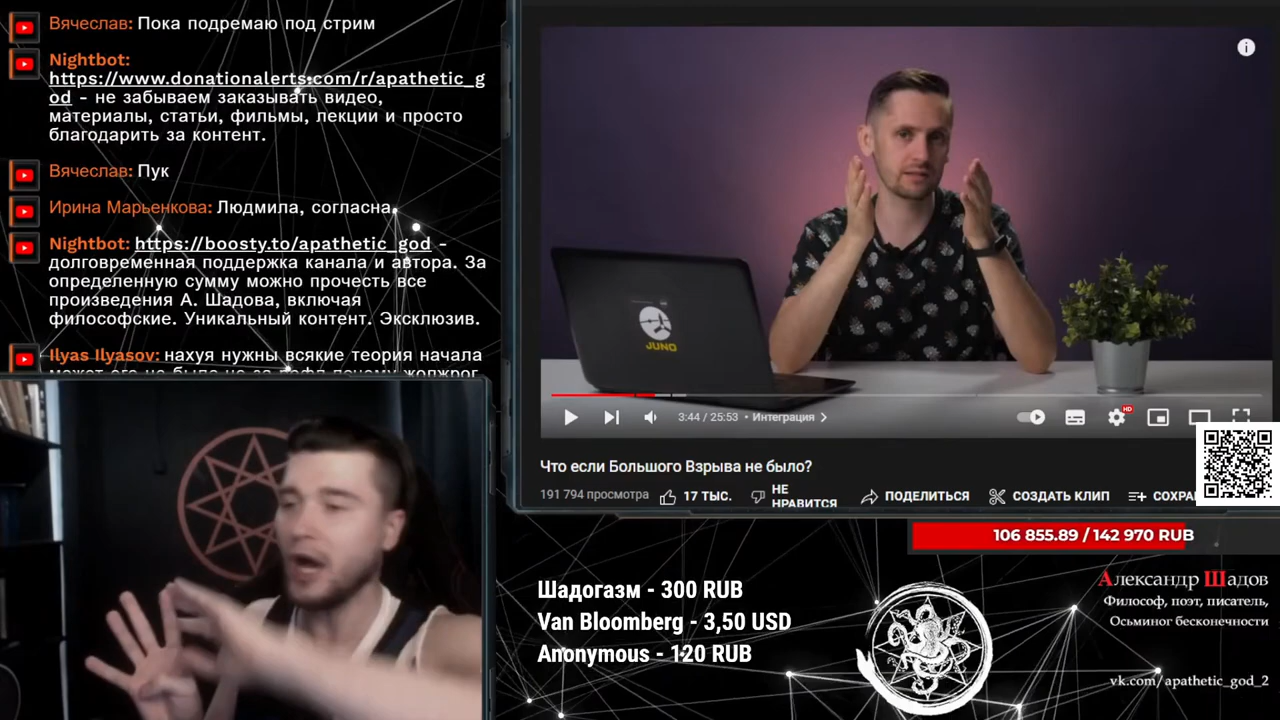 Вячеслав: Пока подремаю под стрим
Nightbot:
https://www.donationalerts.com/r/apathetic_g
od - не забываем заказывать видео,
материалы, статьи, фильмы, лекции и просто
благодарить за контент.
Вячеслав: Пук
Ирина Марьенкова: Людмила, согласна,
Nightbot: https://boosty.to/apathetic_god -
долговременная поддержка канала и автора. За
определенную сумму можно прочесть все
произведения А. Шадова, включая
философские. Уникальный контент. Эксклюзив.
Ilyas Ilyasov: нахуя нужны всякие теория начала
JUNO
3:44 / 25:53 • Интеграция
HD
Что если Большого Взрыва не было?
191 794 просмотра
17 ТЫС.
НЕ
НРАВИТСЯ
ПОДЕЛИТЬСЯ
СОЗДАТЬ КЛИП
СОХРА
106 855.89 / 142 970 RUB
Шадогазм - 300 RUB
Van Bloomberg - 3,50 USD
Anonymous - 120 RUB
Александр Шадов
Философ, поэт, писатель,
Осьминог бесконечности
vk.com/apathetic_god_2